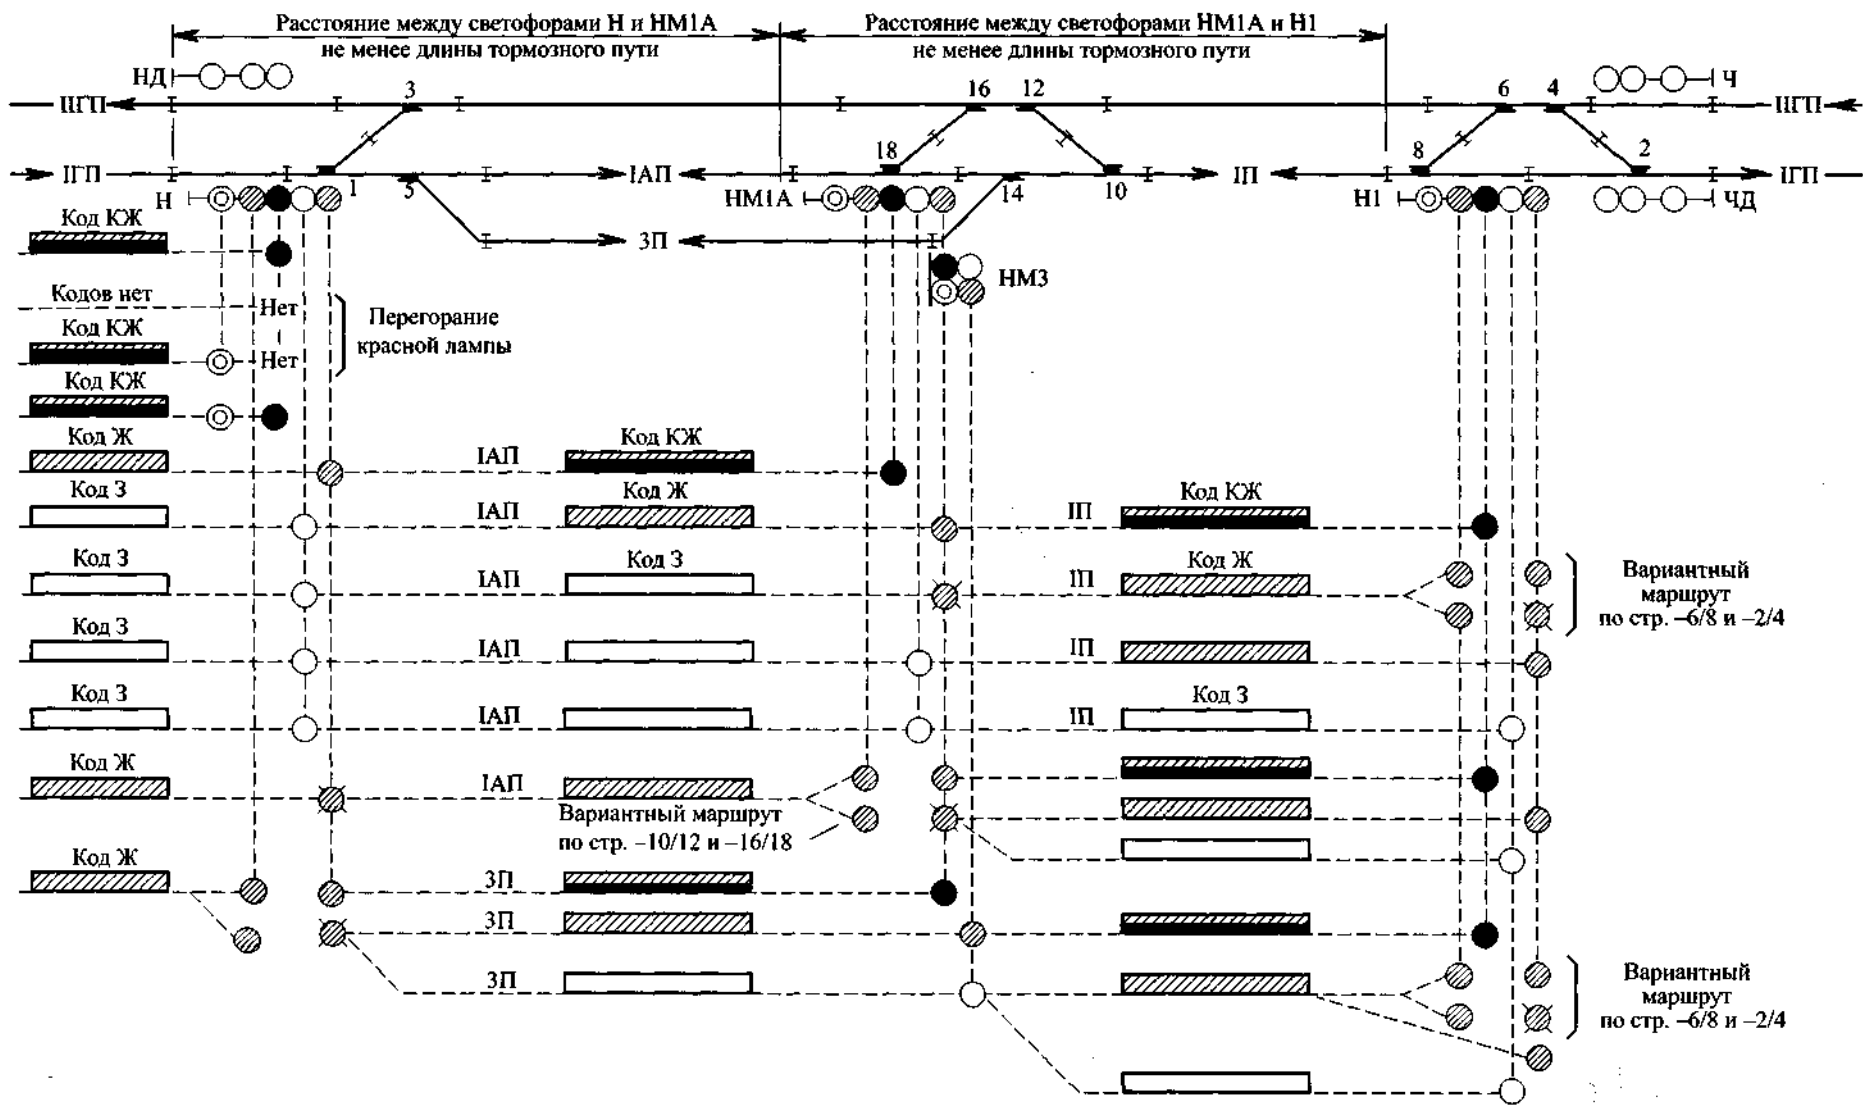 Расстояние между светофорами Н и НМ1А
не менее длины тормозного пути
Расстояние между светофорами НМ1А и Н1
не менее длины тормозного пути
НД
Ч
3
16
12
6
4
IIГП
IIГП
18
8
2
IГП
IАП
IП
IГП
Н
1
5
НМ1А
14
10
Н1
ЧД
Код КЖ
3П
НМ3
Кодов нет
Нет
Код КЖ
Нет
Перегорание
красной лампы
Код КЖ
Код Ж
IАП
Код КЖ
Код З
IАП
Код Ж
IП
Код КЖ
Код З
IАП
Код З
IП
Код Ж
Вариантный
маршрут
по стр. –6/8 и –2/4
Код З
IАП
IП
Код З
IАП
IП
Код З
Код Ж
IАП
Вариантный маршрут
по стр. –10/12 и –16/18
Код Ж
3П
3П
3П
Вариантный
маршрут
по стр. –6/8 и –2/4